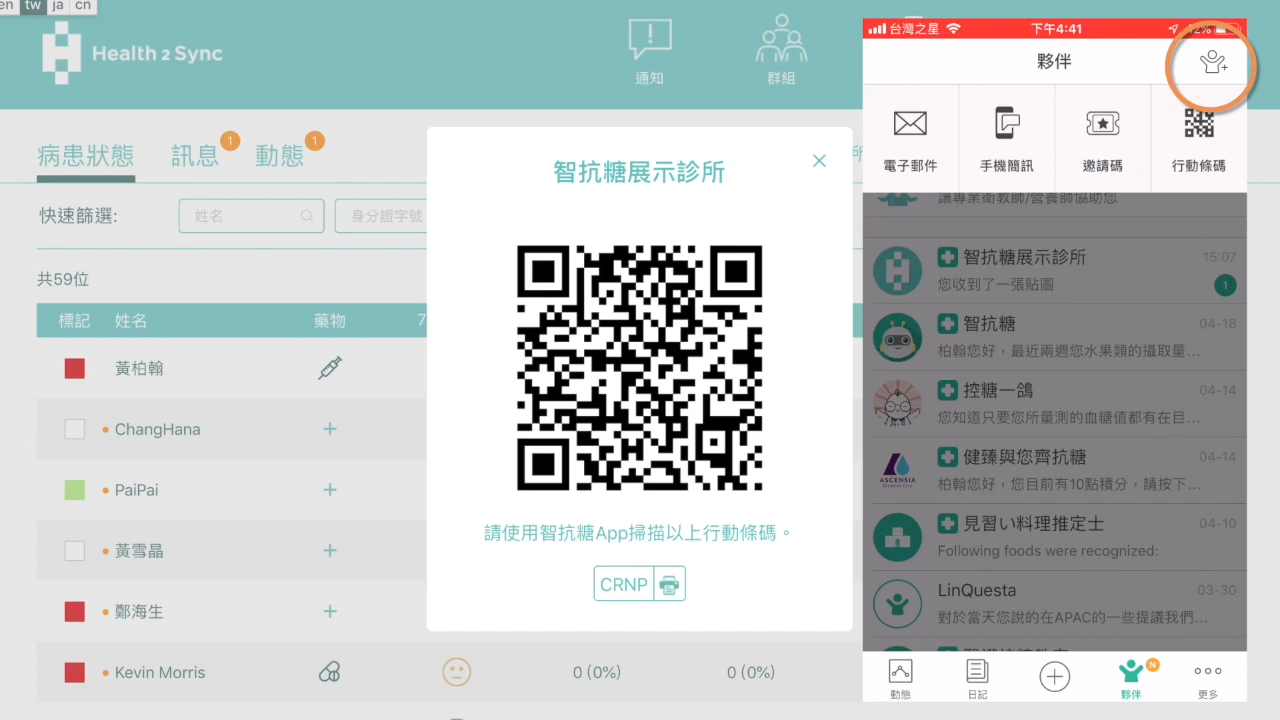 en tw ja cn
Health2Sync
通知
群組
病患狀態
訊息 1
動態 1
快速篩選:
姓名
身分證字號
共59位
標記 姓名 藥物 7
黃柏翰
ChangHana
PaiPai
黃雪晶
鄭海生
Kevin Morris 0 (0%) 0 (0%)
智抗糖展示診所
請使用智抗糖App掃描以上行動條碼。
CRNP
台灣之星 下午4:41
夥伴
電子郵件 手機簡訊 邀請碼 行動條碼
讓專業衛教師/營養師協助您
智抗糖展示診所 15:07
您收到了一張貼圖 1
智抗糖 04-18
柏翰您好，最近兩週您水果類的攝取量...
控糖一鴿 04-14
您知道只要您所量測的血糖值都有在目...
健臻與您齊抗糖 04-14
柏翰您好，您目前有10點積分，請按下...
ASCENSIA
Diabetes Care
見習い料理推定士 04-10
Following foods were recognized:
LinQuesta 03-30
對於當天您說的在APAC的一些提議我們...
動態 日記 夥伴 N 更多